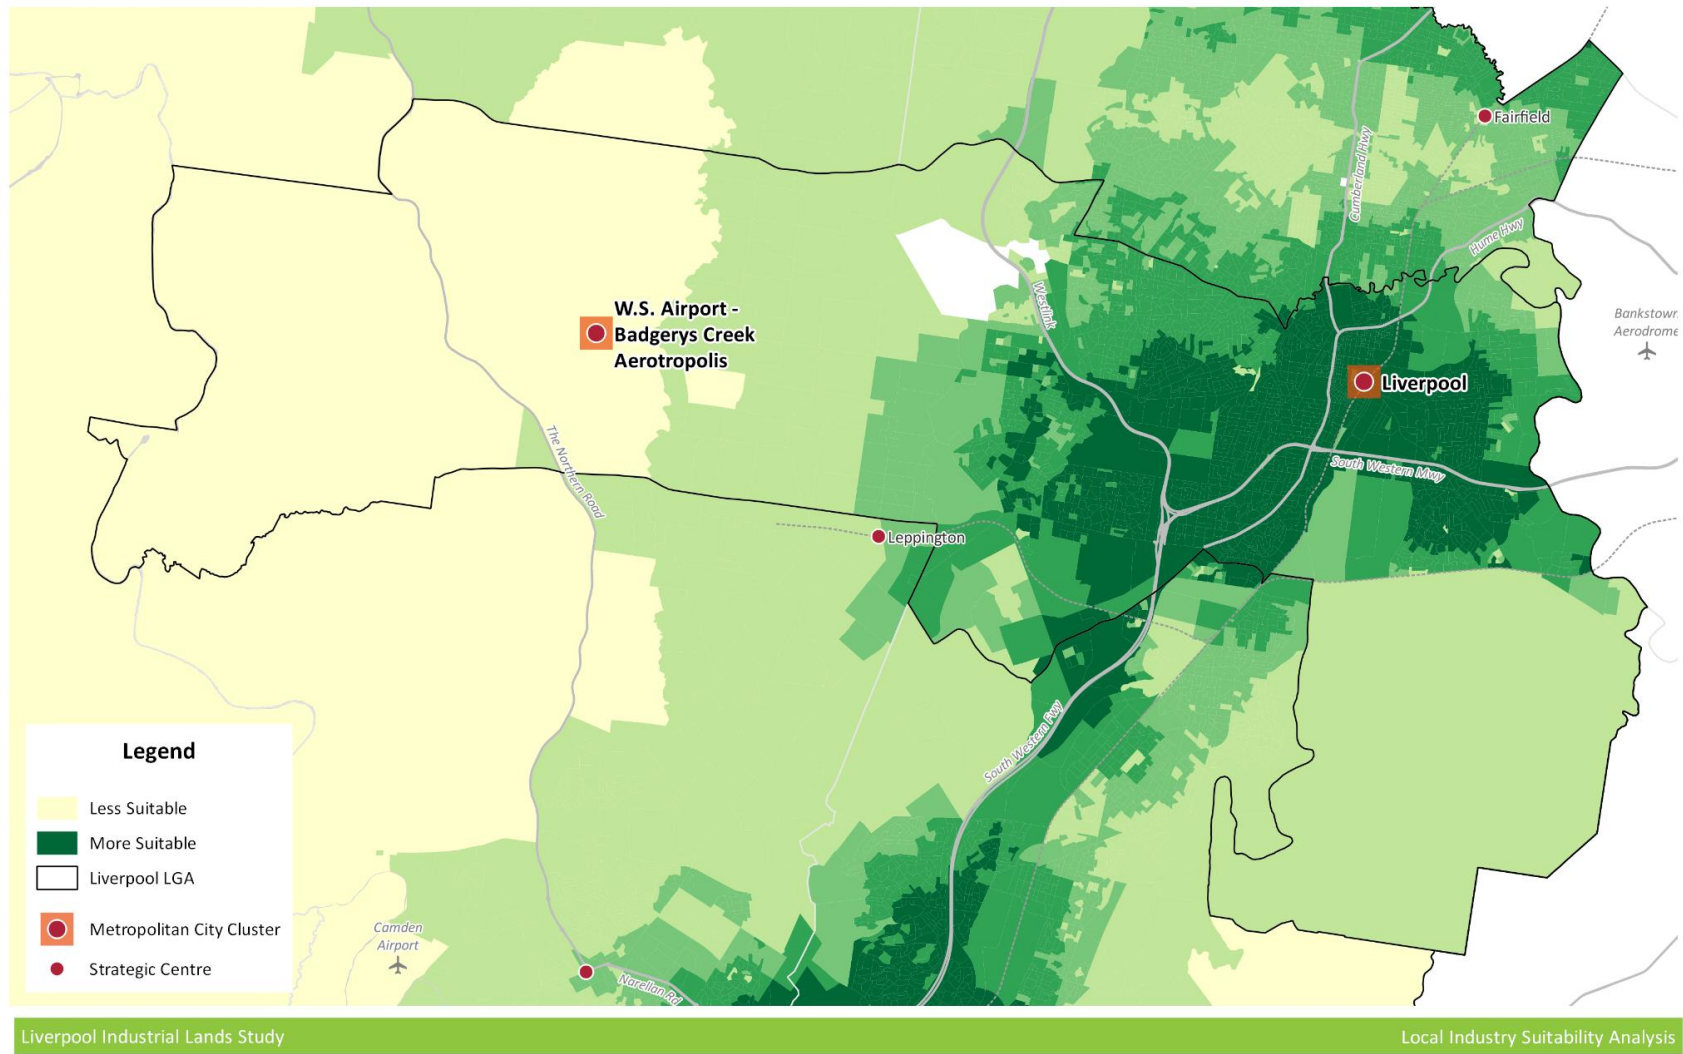 Fairfield
Cumberland Hwy
Hume Hwy
Westlink
W.S. Airport -
Badgerys Creek
Aerotropolis
Bankstown
Aerodrome
Liverpool
The Northern Road
South Western Mwy
Leppington
South Western Fwy
Legend
Less Suitable
More Suitable
Liverpool LGA
Metropolitan City Cluster
Strategic Centre
Camden
Airport
Narellan Rd
Liverpool Industrial Lands Study
Local Industry Suitability Analysis